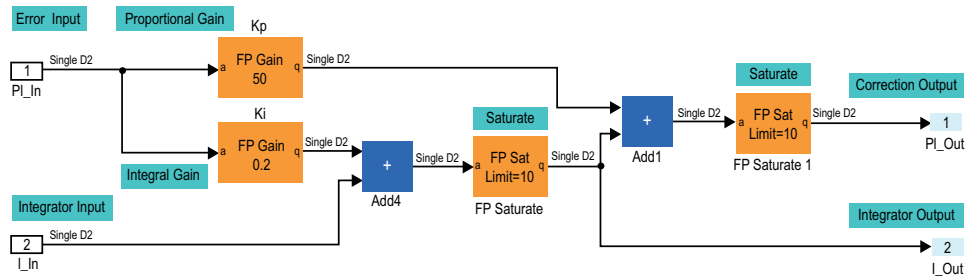 Error Input
Proportional Gain
Kp
1
PI_In
Single D2
a
FP Gain
50
q
Single D2
Ki
a
FP Gain
0.2
q
Single D2
Integral Gain
Integrator Input
2
I_In
Single D2
+
Add4
Single D2
Saturate
a
FP Sat
Limit=10
q
FP Saturate
Single D2
+
Add1
Single D2
Saturate
a
FP Sat
Limit=10
q
FP Saturate 1
Single D2
Correction Output
1
PI_Out
Integrator Output
2
I_Out